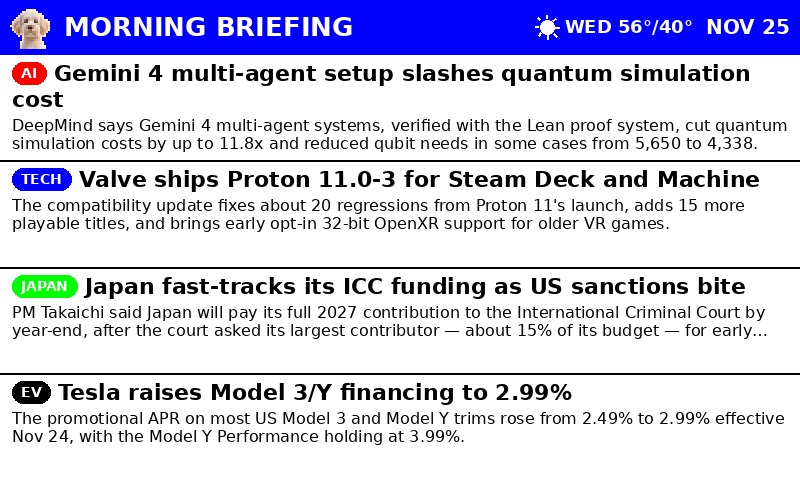 MORNING BRIEFING
WED 56°/40° NOV 25
AI Gemini 4 multi-agent setup slashes quantum simulation
cost
DeepMind says Gemini 4 multi-agent systems, verified with the Lean proof system, cut quantum
simulation costs by up to 11.8x and reduced qubit needs in some cases from 5,650 to 4,338.
TECH Valve ships Proton 11.0-3 for Steam Deck and Machine
The compatibility update fixes about 20 regressions from Proton 11's launch, adds 15 more
playable titles, and brings early opt-in 32-bit OpenXR support for older VR games.
JAPAN Japan fast-tracks its ICC funding as US sanctions bite
PM Takaichi said Japan will pay its full 2027 contribution to the International Criminal Court by
year-end, after the court asked its largest contributor — about 15% of its budget — for early...
EV Tesla raises Model 3/Y financing to 2.99%
The promotional APR on most US Model 3 and Model Y trims rose from 2.49% to 2.99% effective
Nov 24, with the Model Y Performance holding at 3.99%.